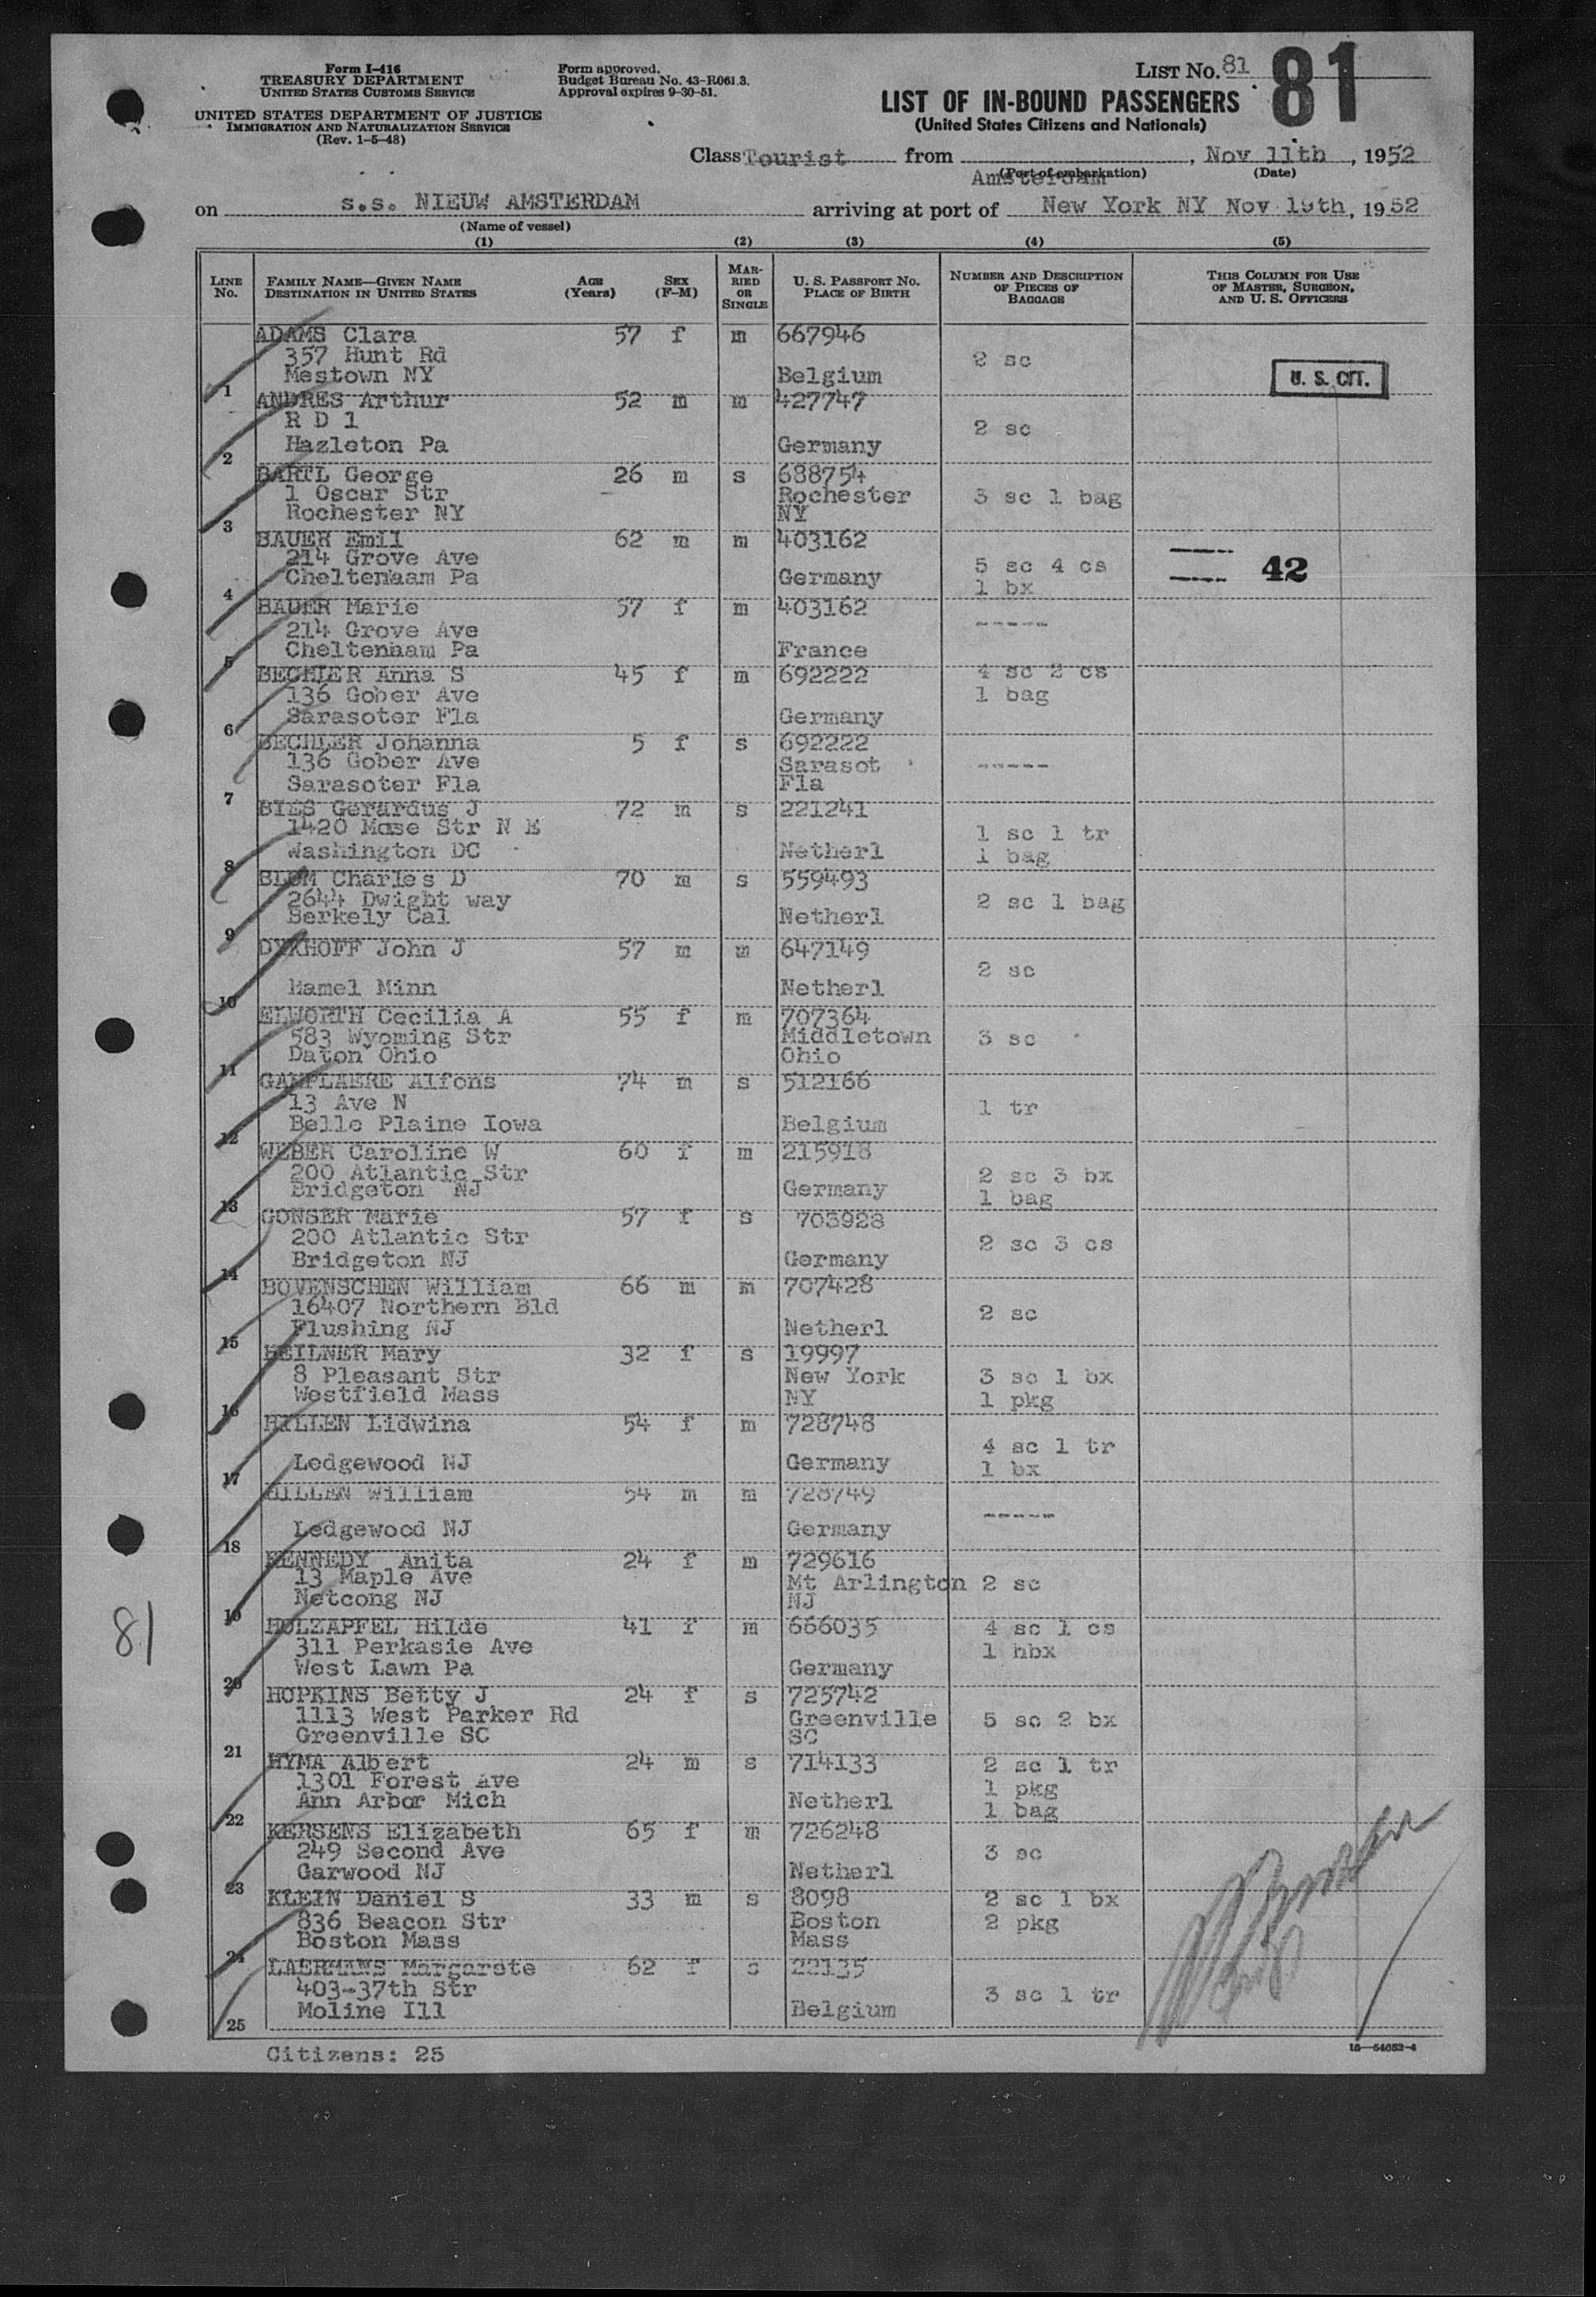 Form I-416
TREASURY DEPARTMENT
UNITED STATES CUSTOMS SERVICE
UNITED STATES DEPARTMENT OF JUSTICE
IMMIGRATION AND NATURALIZATION SERVICE
(Rev. 1-5-48)
Form approved.
Budget Bureau No. 43-R061.3.
Approval expires 9-30-51.
LIST No. 81 81
LIST OF IN-BOUND PASSENGERS
(United States Citizens and Nationals)
Class Tourist from , Nov 11th , 1952
Amsterdam (Port of embarkation) (Date)
on s.s. NIEUW AMSTERDAM arriving at port of New York NY Nov 19th, 1952
(Name of vessel)
(1) (2) (3) (4) (5)
LINE No. FAMILY NAME—GIVEN NAME DESTINATION IN UNITED STATES AGE (Years) SEX (F-M) MARRIED OR SINGLE U. S. PASSPORT NO. PLACE OF BIRTH NUMBER AND DESCRIPTION OF PIECES OF BAGGAGE THIS COLUMN FOR USE OF MASTER, SURGEON, AND U. S. OFFICERS
ADAMS Clara 57 f m 667946
357 Hunt Rd 2 sc
Mestown NY Belgium U. S. CIT.
1
ANDRES Arthur 52 m m 427747
R D 1 2 sc
Hazleton Pa Germany
2
BARTL George 26 m s 688754
1 Oscar Str Rochester 3 sc 1 bag
Rochester NY NY
3
BAUER Emil 62 m m 403162
214 Grove Ave 5 sc 4 cs 42
Cheltenham Pa Germany 1 bx
4
BAUER Marie 57 f m 403162
214 Grove Ave -----
Cheltenham Pa France
5
BECHLER Anna S 45 f m 692222 4 sc 2 cs
136 Gober Ave 1 bag
Sarasoter Fla Germany
6
BECHLER Johanna 5 f s 692222
136 Gober Ave Sarasot -----
Sarasoter Fla Fla
7
BIES Gerardus J 72 m s 221241
1420 Mose Str N E 1 sc 1 tr
Washington DC Netherl 1 bag
8
BLOM Charles D 70 m s 559493
2644 Dwight way 2 sc 1 bag
Berkely Cal Netherl
9
DYKHOFF John J 57 m m 647149
2 sc
Hamel Minn Netherl
10
ELWORTH Cecilia A 55 f m 707364
583 Wyoming Str Middletown 3 sc
Daton Ohio Ohio
11
GAMPLAERE Alfons 74 m s 512166
13 Ave N 1 tr
Belle Plaine Iowa Belgium
12
WEBER Caroline W 60 f m 215918
200 Atlantic Str 2 sc 3 bx
Bridgeton NJ Germany 1 bag
13
GONSER Marie 57 f s 703928
200 Atlantic Str 2 sc 3 cs
Bridgeton NJ Germany
14
BOVENSCHEN William 66 m m 707428
16407 Northern Bld 2 sc
Flushing NJ Netherl
15
HEILNER Mary 32 f s 19997
8 Pleasant Str New York 3 sc 1 bx
Westfield Mass NY 1 pkg
16
HILLEN Lidwina 54 f m 728748
4 sc 1 tr
Ledgewood NJ Germany 1 bx
17
HILLEN William 54 m m 728749
-----
Ledgewood NJ Germany
18
KENNEDY Anita 24 f m 729616
13 Maple Ave Mt Arlington 2 sc
Netcong NJ NJ
19
HOLZAPFEL Hilde 41 f m 666035 4 sc 1 cs
311 Perkasie Ave 1 hbx
West Lawn Pa Germany
20
HOPKINS Betty J 24 f s 725742
1113 West Parker Rd Greenville 5 sc 2 bx
Greenville SC SC
21
HYMA Albert 24 m s 714133 2 sc 1 tr
1301 Forest Ave 1 pkg
Ann Arbor Mich Netherl 1 bag
22
KERSENS Elizabeth 65 f m 726248
249 Second Ave 3 sc
Garwood NJ Netherl
23
KLEIN Daniel S 33 m s 8098 2 sc 1 bx
836 Beacon Str Boston 2 pkg
Boston Mass Mass
24
LAERMANS Margarete 62 f s 22135
403-37th Str 3 sc 1 tr
Moline Ill Belgium
25
Citizens: 25 16—54652-4
81